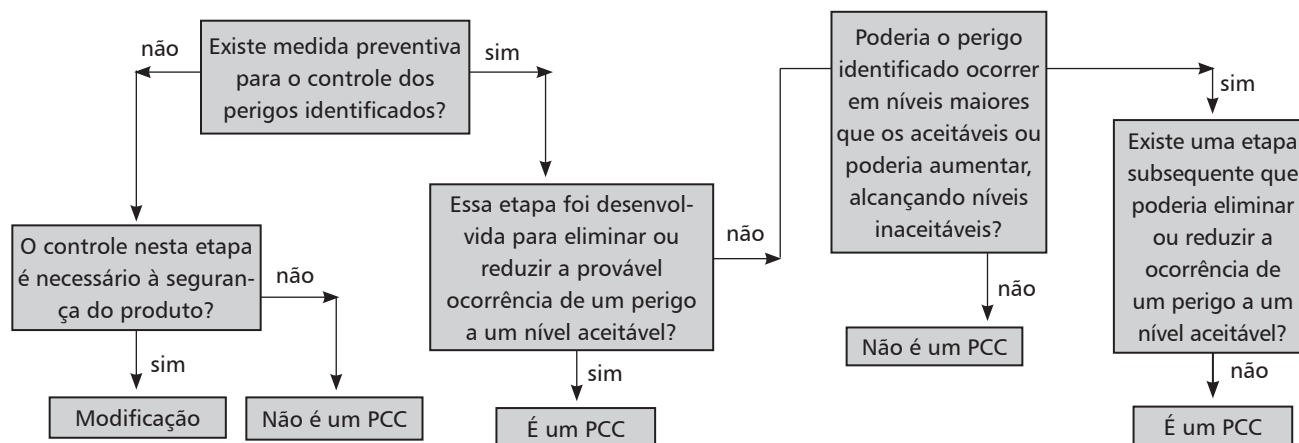 não
Existe medida preventiva
para o controle dos
perigos identificados?
sim
O controle nesta etapa
é necessário à seguran-
ça do produto?
não
sim
Modificação
Não é um PCC
Essa etapa foi desenvol-
vida para eliminar ou
reduzir a provável
ocorrência de um perigo
a um nível aceitável?
não
sim
É um PCC
Poderia o perigo
identificado ocorrer
em níveis maiores
que os aceitáveis ou
poderia aumentar,
alcançando níveis
inaceitáveis?
sim
não
Não é um PCC
Existe uma etapa
subsequente que
poderia eliminar
ou reduzir a
ocorrência de
um perigo a um
nível aceitável?
não
É um PCC